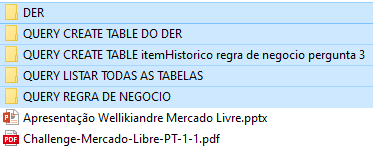 DER
QUERY CREATE TABLE DO DER
QUERY CREATE TABLE itemHistorico regra de negocio pergunta 3
QUERY LISTAR TODAS AS TABELAS
QUERY REGRA DE NEGOCIO
Apresentação Wellikiandre Mercado Livre.pptx
Challenge-Mercado-Libre-PT-1-1.pdf